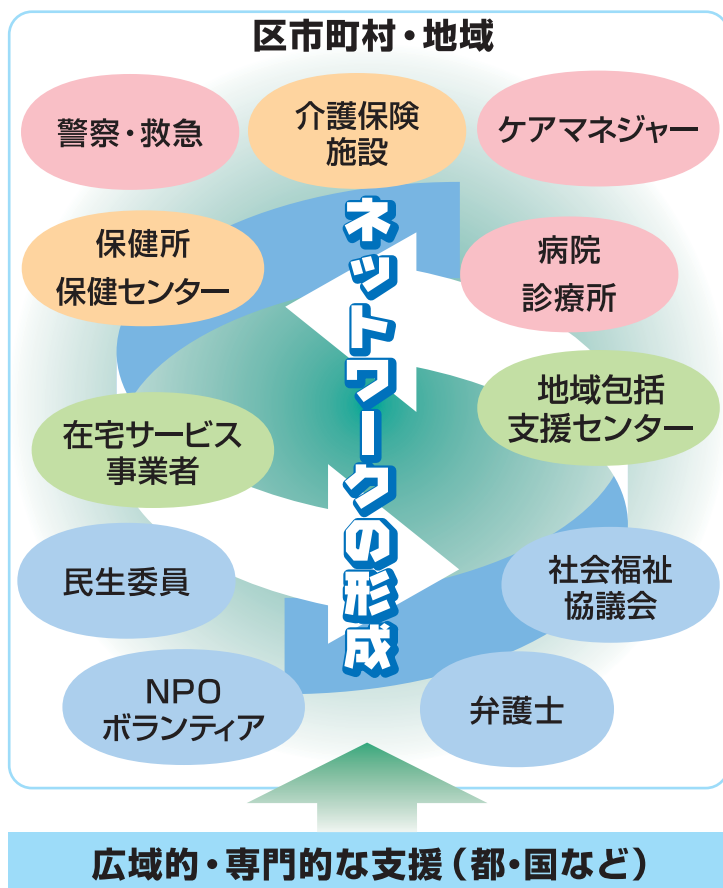 区市町村・地域
警察・救急
介護保険
施設
ケアマネジャー
保健所
保健センター
病院
診療所
ネットワークの形成
在宅サービス
事業者
地域包括
支援センター
民生委員
社会福祉
協議会
NPO
ボランティア
弁護士
広域的・専門的な支援（都・国など）